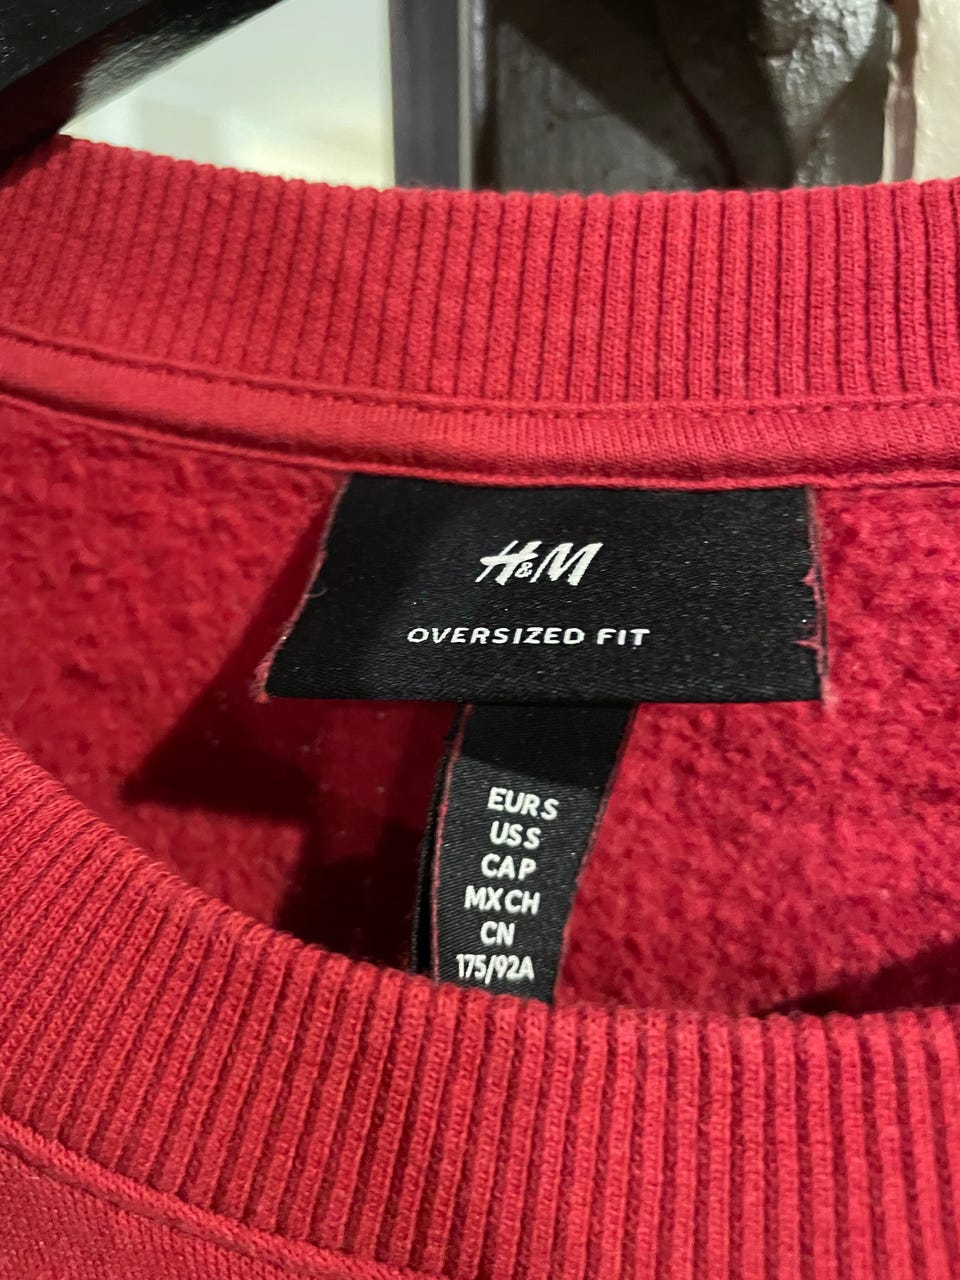 H&M
OVERSIZED FIT
EUR S
US S
CA P
MX CH
CN
175/92A